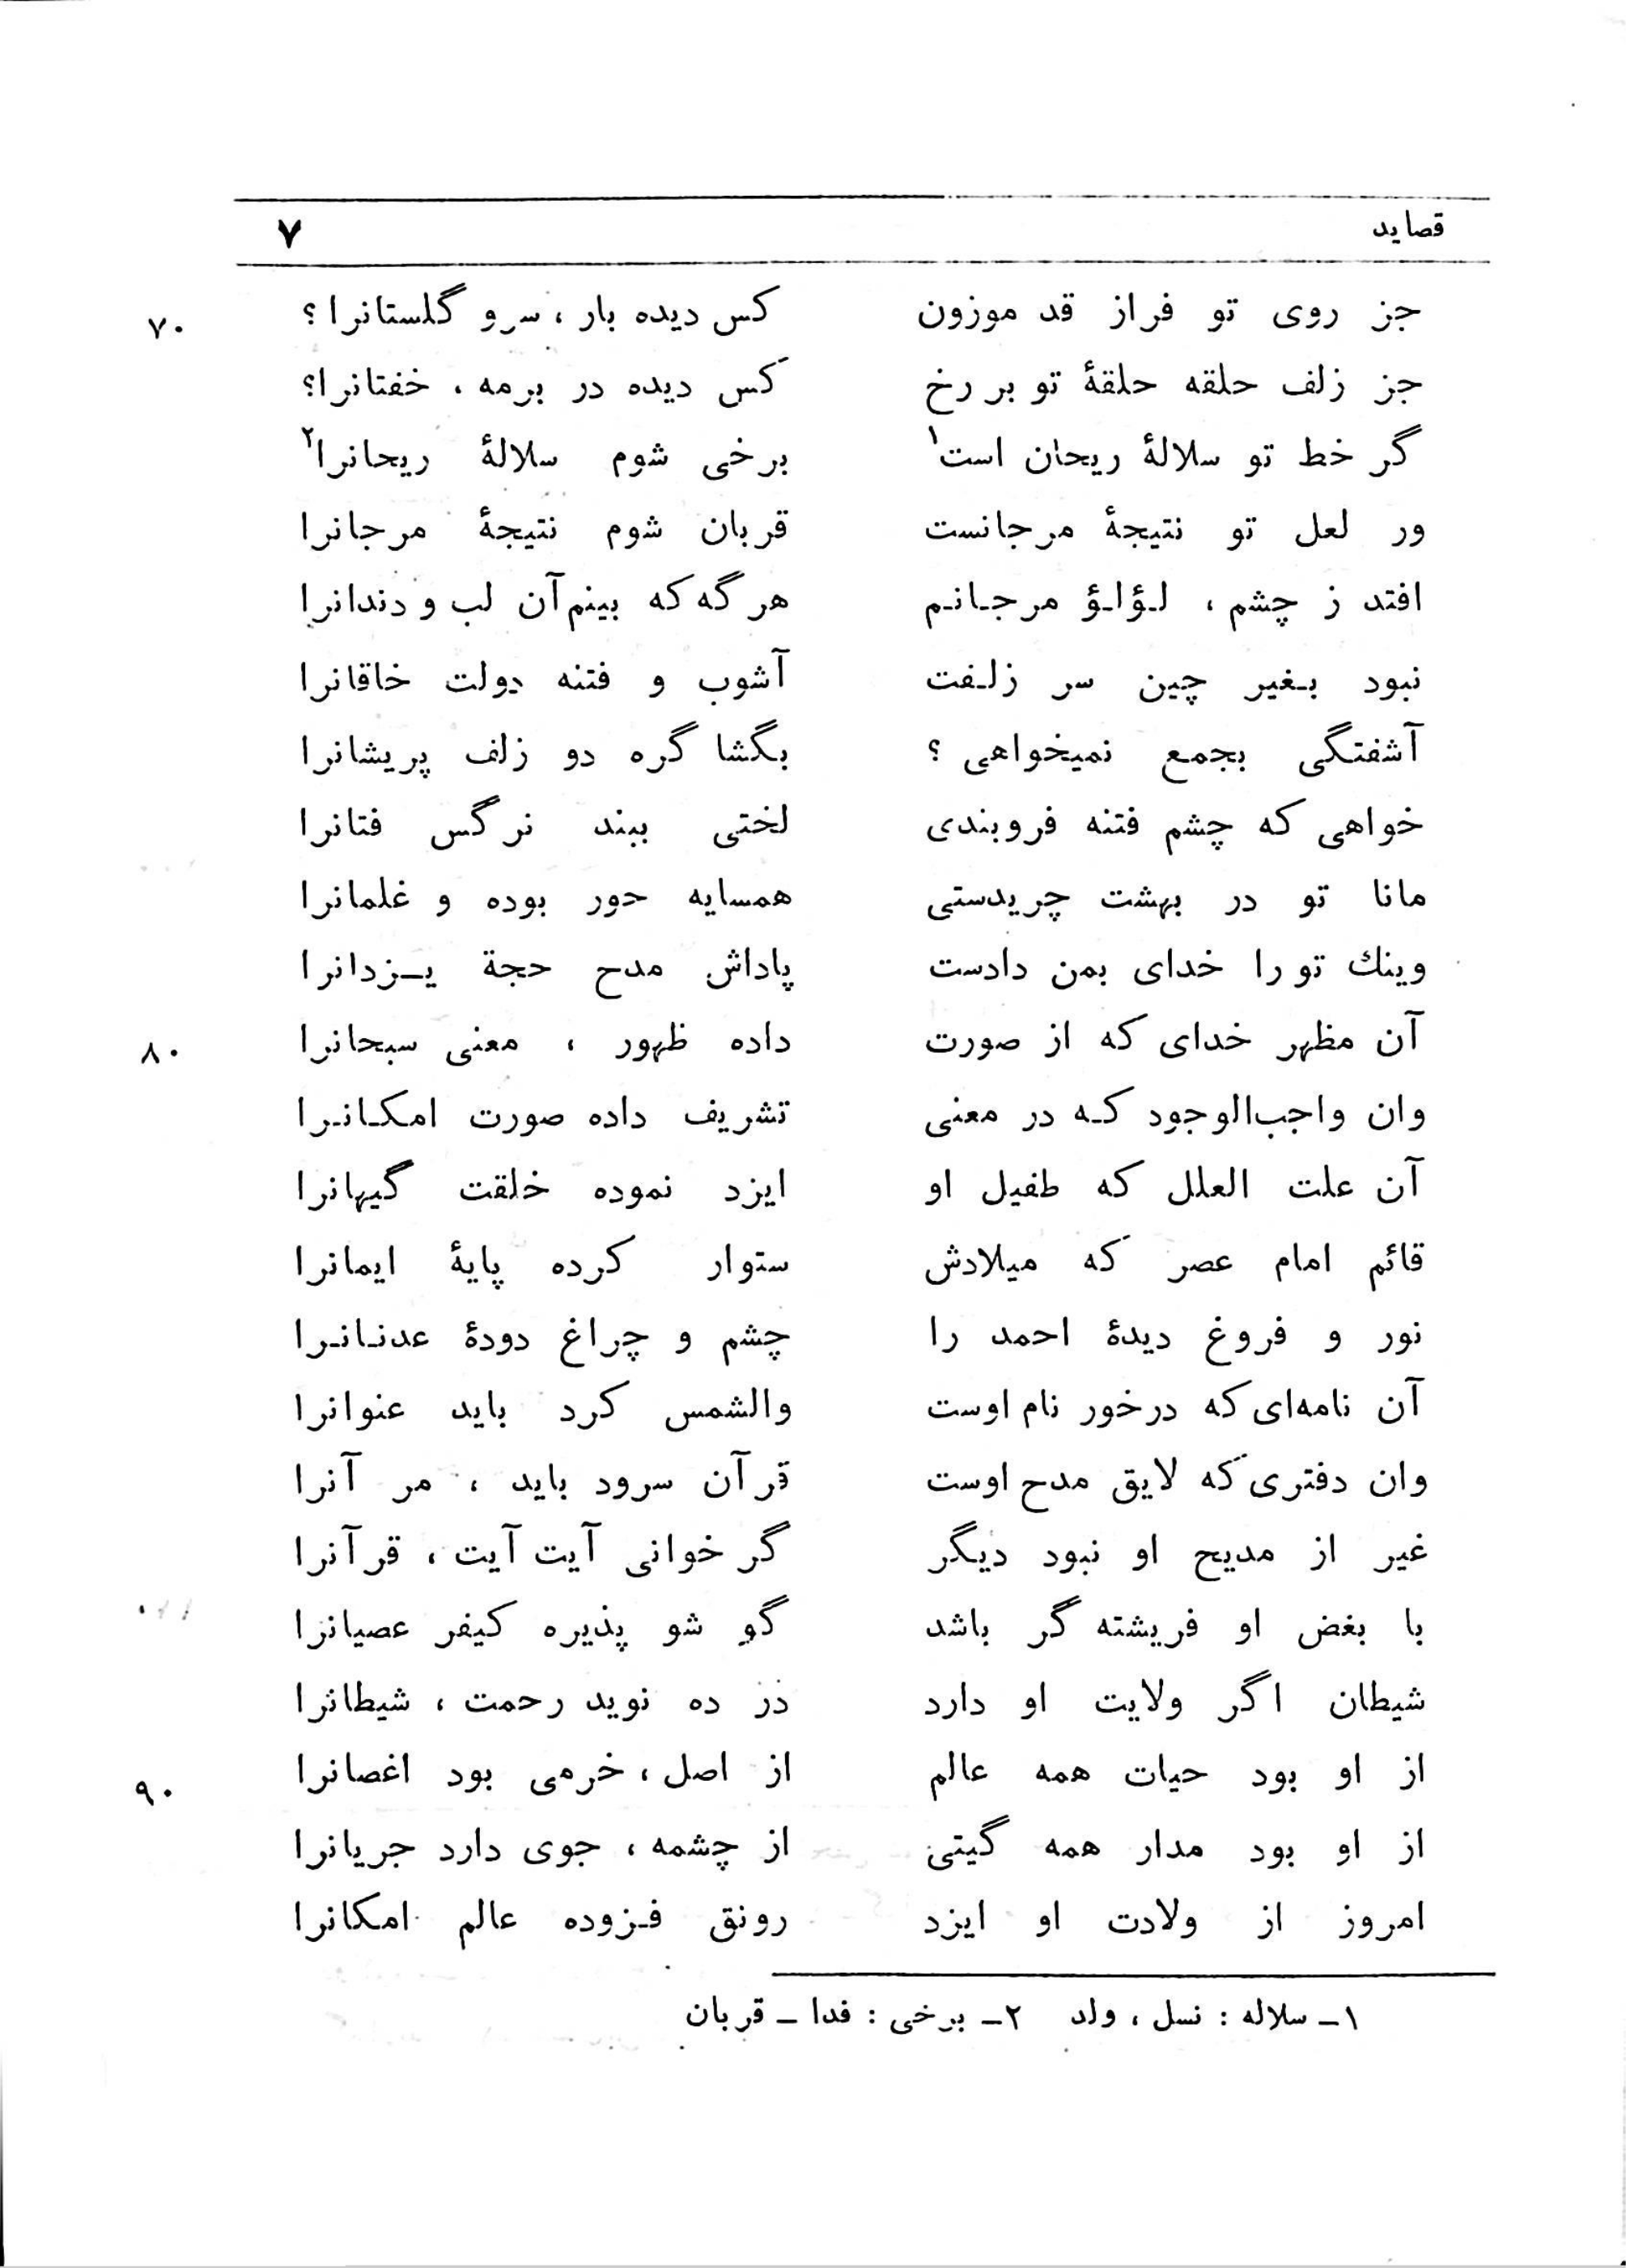 قصاید ۷
جز روی تو فراز قد موزون کس دیده بار ، سرو گلستانرا ؟ ۷۰
جز زلف حلقه حلقهٔ تو بر رخ کس دیده در برمه ، خفتانرا؟
گر خط تو سلالهٔ ریحان است۱ برخی شوم سلالهٔ ریحانرا۲
ور لعل تو نتیجهٔ مرجانست قربان شوم نتیجهٔ مرجانرا
افتد ز چشم ، لؤلؤ مرجانم هر گه که بینم آن لب و دندانرا
نبود بغیر چین سر زلفت آشوب و فتنه دولت خاقانرا
آشفتگی بجمع نمیخواهی ؟ بگشا گره دو زلف پریشانرا
خواهی که چشم فتنه فروبندی لختی ببند نرگس فتانرا
مانا تو در بهشت چریدستی همسایه حور بوده و غلمانرا
وینك تو را خدای بمن دادست پاداش مدح حجة یزدانرا
آن مظهر خدای که از صورت داده ظهور ، معنی سبحانرا ۸۰
وان واجب‌الوجود که در معنی تشریف داده صورت امکانرا
آن علت العلل که طفیل او ایزد نموده خلقت گیهانرا
قائم امام عصر که میلادش ستوار کرده پایهٔ ایمانرا
نور و فروغ دیدهٔ احمد را چشم و چراغ دودهٔ عدنانرا
آن نامه‌ای که درخور نام اوست والشمس کرد باید عنوانرا
وان دفتری که لایق مدح اوست قرآن سرود باید ، مر آنرا
غیر از مدیح او نبود دیگر گر خوانی آیت آیت ، قرآنرا
با بغض او فریشته گر باشد گو شو پذیره کیفر عصیانرا
شیطان اگر ولایت او دارد در ده نوید رحمت ، شیطانرا
از او بود حیات همه عالم از اصل ، خرمی بود اغصانرا ۹۰
از او بود مدار همه گیتی از چشمه ، جوی دارد جریانرا
امروز از ولادت او ایزد رونق فزوده عالم امکانرا
۱ـ سلاله : نسل ، ولد ۲ـ برخی : فدا ـ قربان